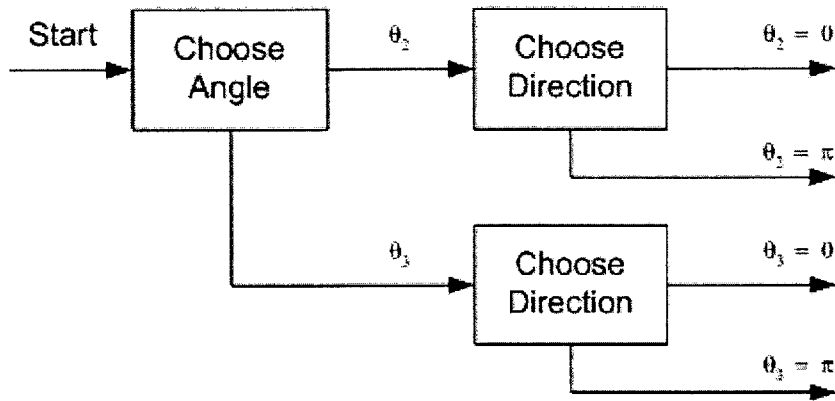 Start
Choose
Angle
θ₂
Choose
Direction
θ₂ = 0
θ₂ = π
θ₃
Choose
Direction
θ₃ = 0
θ₃ = π